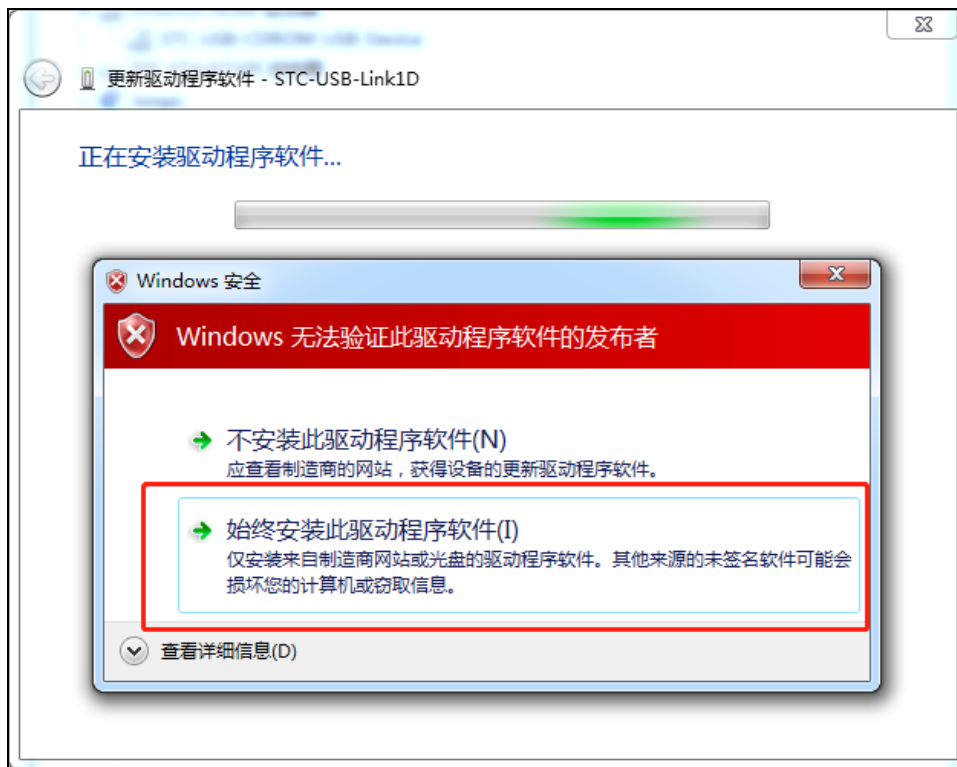 STC USB-CDROM USB Device
更新驱动程序软件 - STC-USB-Link1D
正在安装驱动程序软件...
Windows 安全
Windows 无法验证此驱动程序软件的发布者
不安装此驱动程序软件(N)
应查看制造商的网站，获得设备的更新驱动程序软件。
始终安装此驱动程序软件(I)
仅安装来自制造商网站或光盘的驱动程序软件。其他来源的未签名软件可能会
损坏您的计算机或窃取信息。
查看详细信息(D)